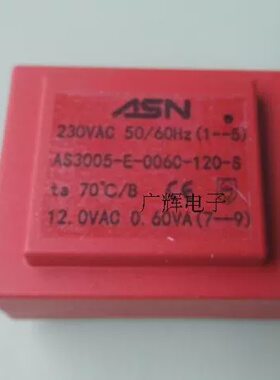 ASN
230VAC 50/60Hz(1--5)
AS3005-E-0060-120-S
ta 70℃/B CE
广辉电子
12.0VAC 0.60VA(7--9)